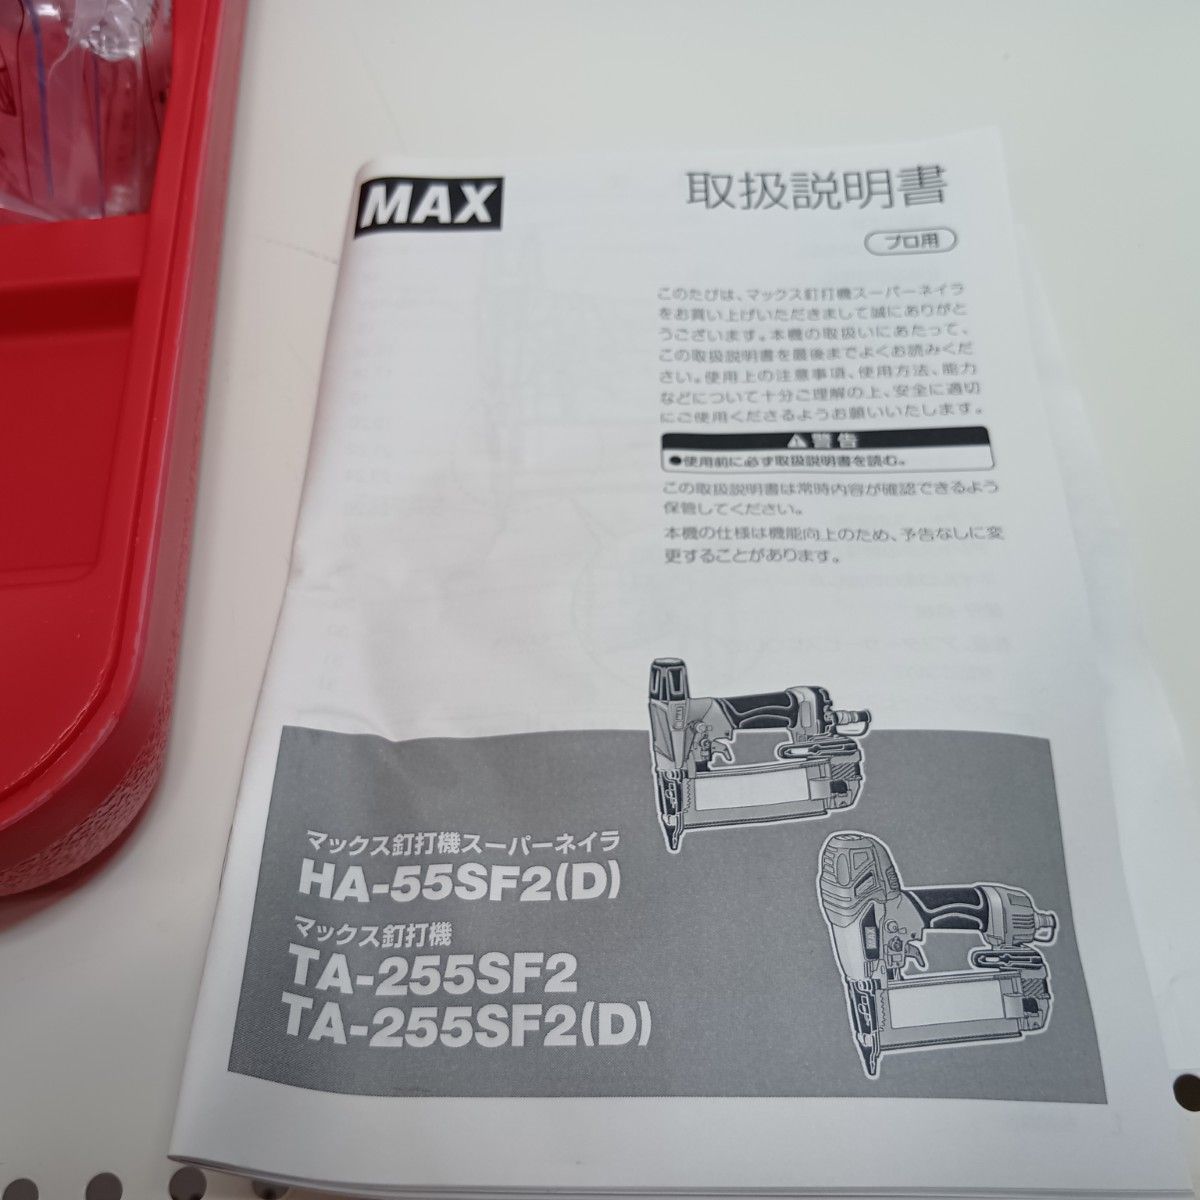 MAX
取扱説明書
プロ用
このたびは、マックス釘打機スーパーネイラ
をお買い上げいただきまして誠にありがと
うございます。本機の取扱いにあたって、
この取扱説明書を最後までよくお読みくだ
さい。使用上の注意事項、使用方法、能力
などについて十分ご理解の上、安全に適切
にご使用くださるようお願いいたします。
⚠警告
●使用前に必ず取扱説明書を読む。
この取扱説明書は常時内容が確認できるよう
保管してください。
本機の仕様は機能向上のため、予告なしに変
更することがあります。
マックス釘打機スーパーネイラ
HA-55SF2(D)
マックス釘打機
TA-255SF2
TA-255SF2(D)